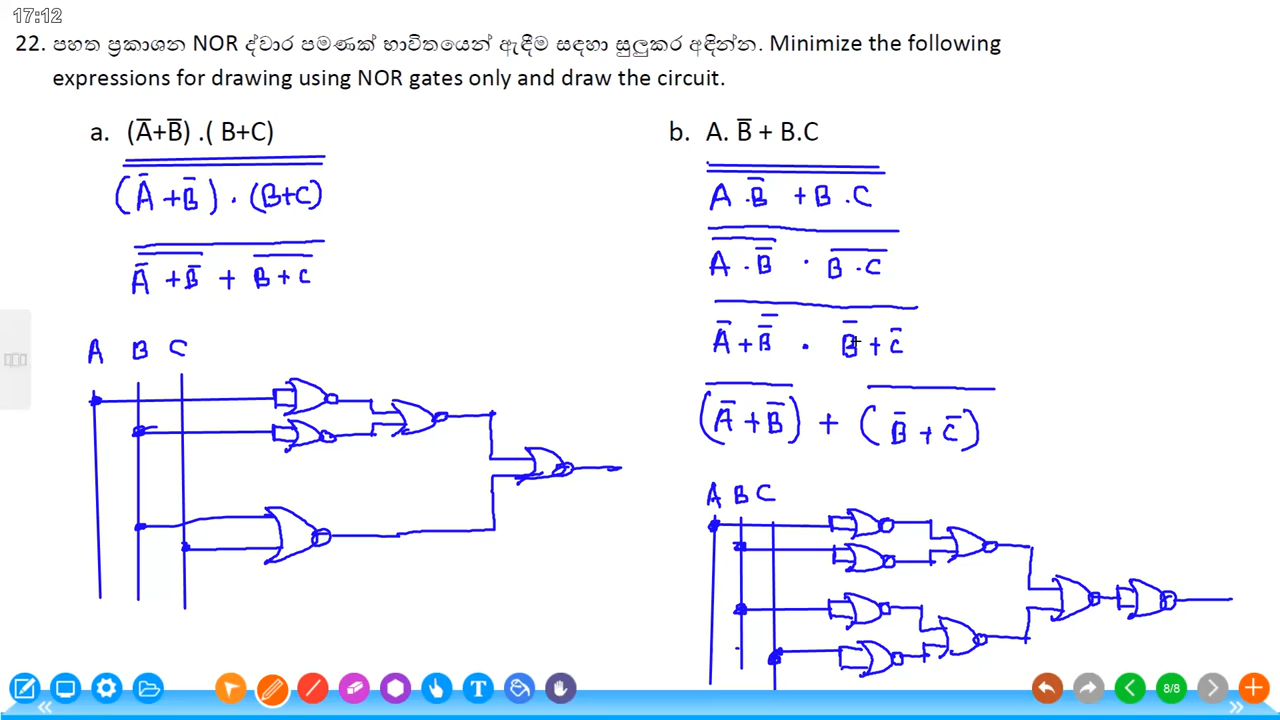 17:12
22. පහත ප්‍රකාශන NOR ද්වාර පමණක් භාවිතයෙන් ඇඳීම සඳහා සුලුකර අඳින්න. Minimize the following
expressions for drawing using NOR gates only and draw the circuit.
a. (A̅+B̅) .( B+C)
b. A. B̅ + B.C
(A̅ + B̅) . (B+C)
A̅ + B̅ + B + C
A B C
A . B̅ + B . C
A . B̅ . B . C
A̅ + B̿ . B̅ + C̅
(A̅ + B̿) + (B̅ + C̅)
A B C
8/8